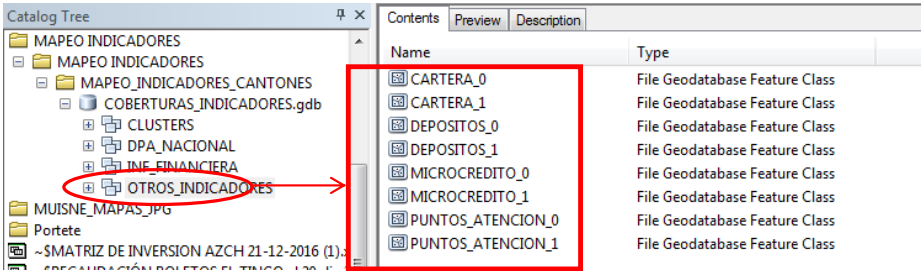 Catalog Tree
MAPEO INDICADORES
MAPEO INDICADORES
MAPEO_INDICADORES_CANTONES
COBERTURAS_INDICADORES.gdb
CLUSTERS
DPA_NACIONAL
INF_FINANCIERA
OTROS_INDICADORES
MUISNE_MAPAS_JPG
Portete
~$MATRIZ DE INVERSION AZCH 21-12-2016 (1).
Contents Preview Description
Name Type
CARTERA_0 File Geodatabase Feature Class
CARTERA_1 File Geodatabase Feature Class
DEPOSITOS_0 File Geodatabase Feature Class
DEPOSITOS_1 File Geodatabase Feature Class
MICROCREDITO_0 File Geodatabase Feature Class
MICROCREDITO_1 File Geodatabase Feature Class
PUNTOS_ATENCION_0 File Geodatabase Feature Class
PUNTOS_ATENCION_1 File Geodatabase Feature Class